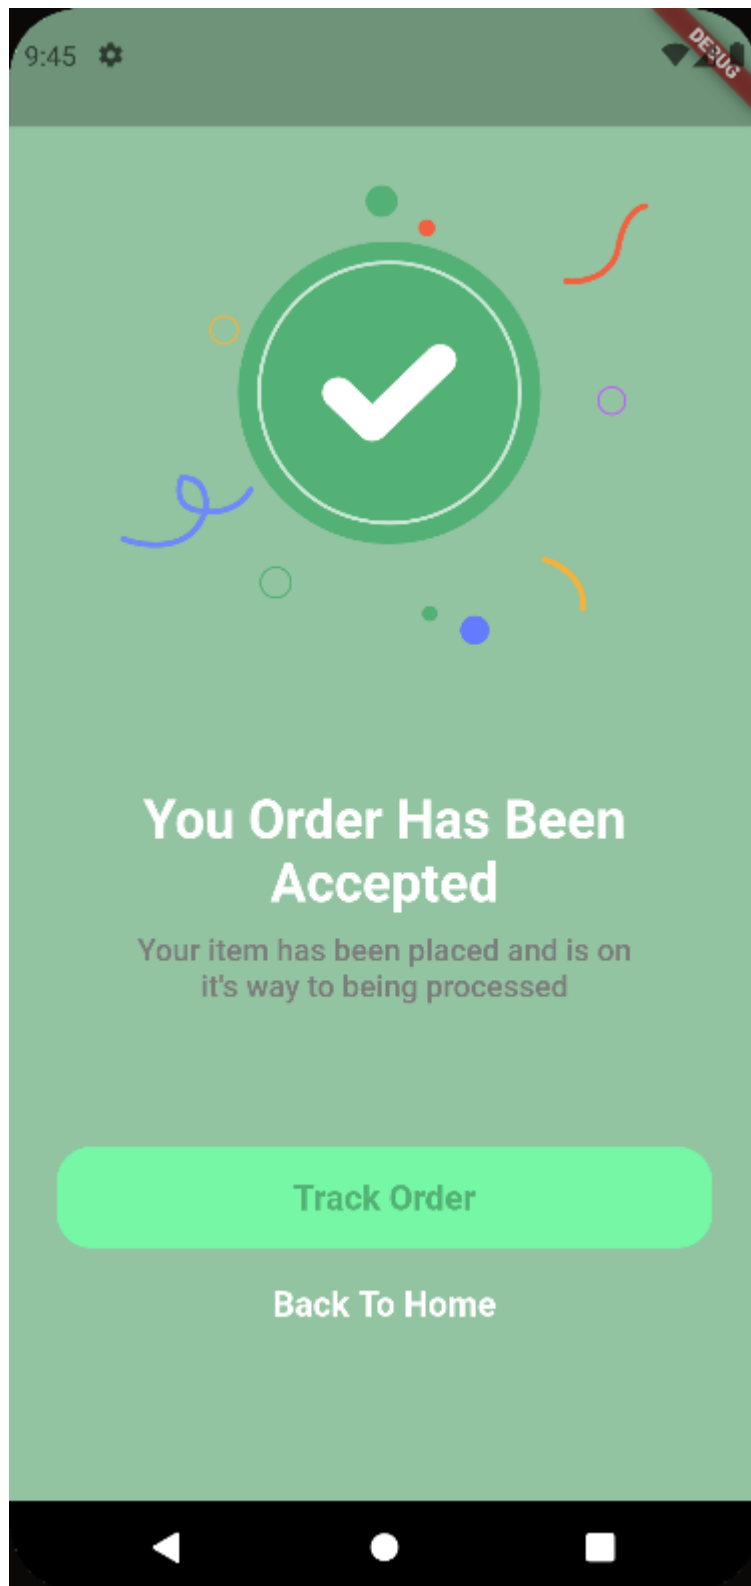 9:45
DEBUG
You Order Has Been
Accepted
Your item has been placed and is on
it's way to being processed
Track Order
Back To Home